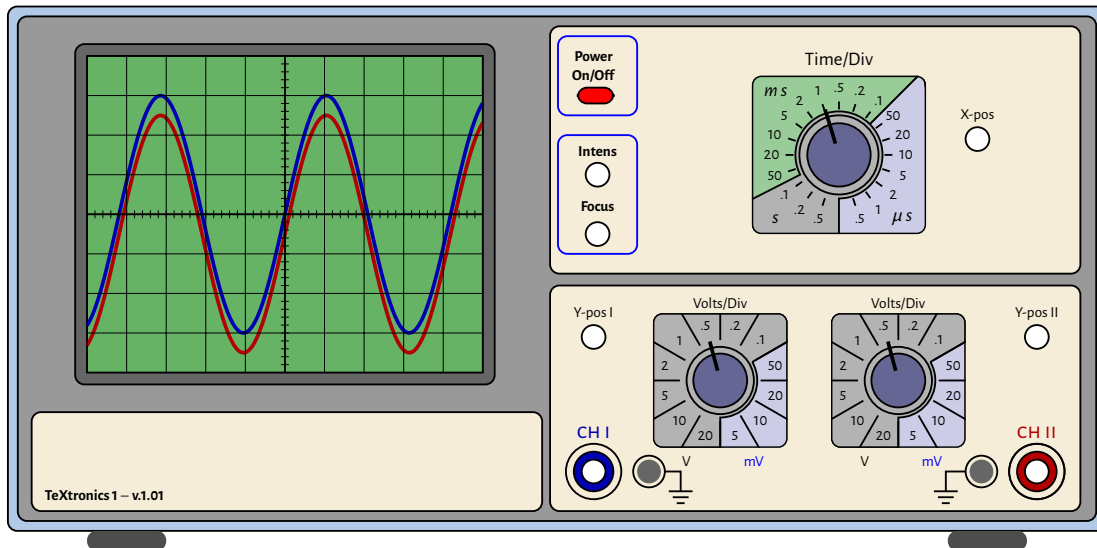 Power
On/Off
Intens
Focus
Time/Div
ms
μs
s
1 .5 .2 .1
2
5
10
20
50
.1
.2
.5
50
20
10
5
2
1
.5
X-pos
Y-pos I
Volts/Div
.5 .2
1 .1
2 50
5 20
10 10
20 5
V mV
CH I
Volts/Div
.5 .2
1 .1
2 50
5 20
10 10
20 5
V mV
Y-pos II
CH II
TeXtronics 1 – v.1.01